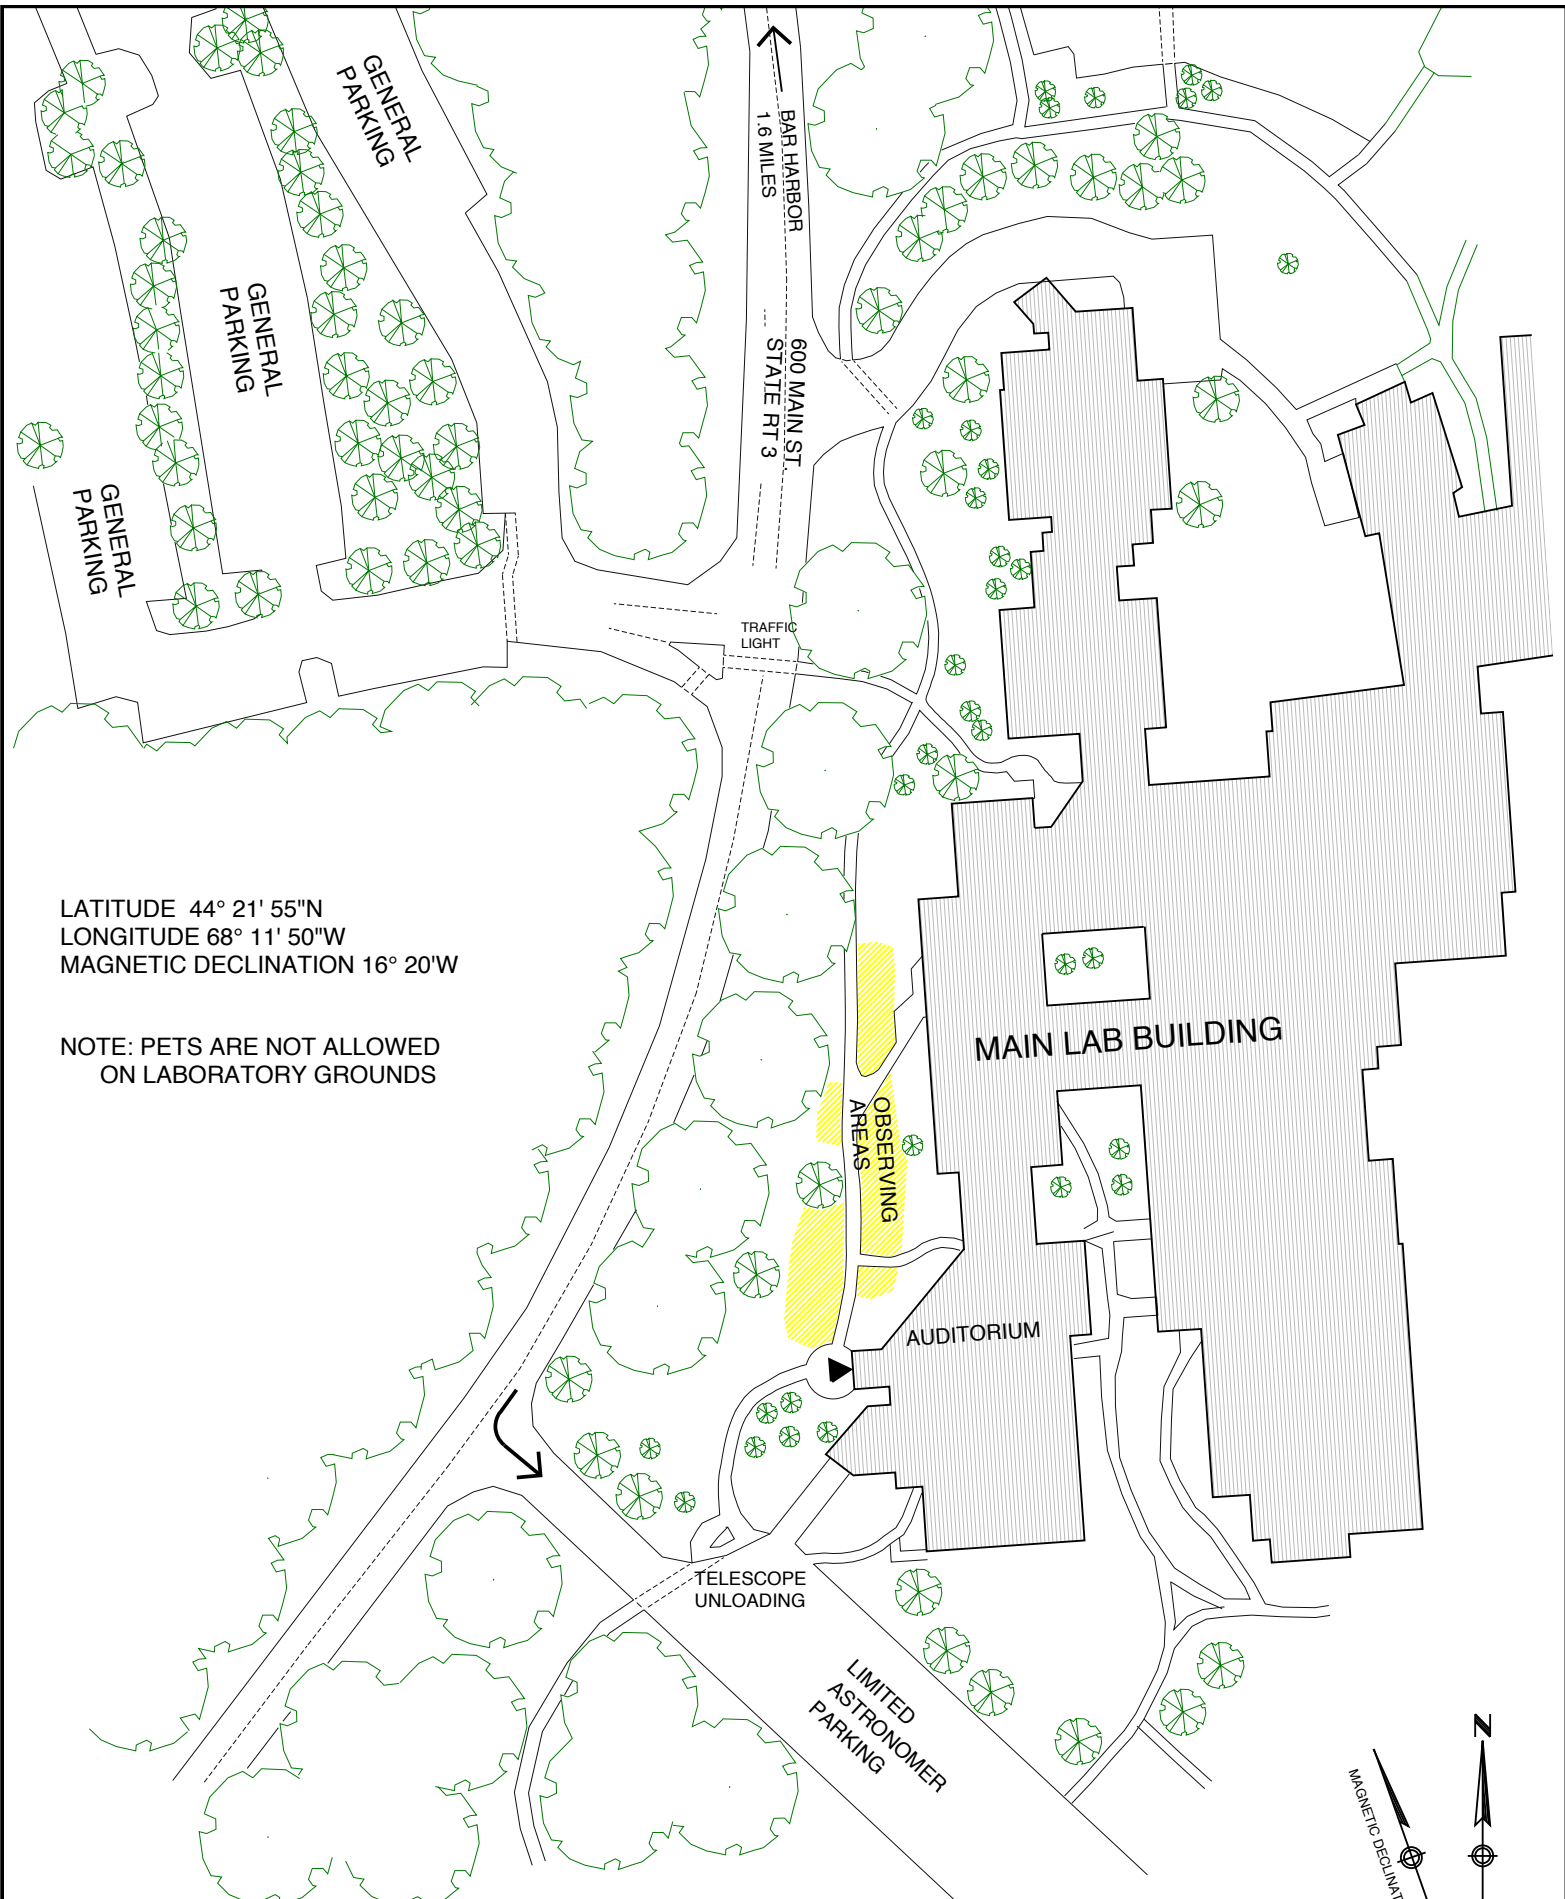 GENERAL
PARKING
BAR HARBOR
1.6 MILES
GENERAL
PARKING
600 MAIN ST.
STATE RT 3
GENERAL
PARKING
TRAFFIC
LIGHT
LATITUDE 44° 21' 55"N
LONGITUDE 68° 11' 50"W
MAGNETIC DECLINATION 16° 20'W
NOTE: PETS ARE NOT ALLOWED
ON LABORATORY GROUNDS
MAIN LAB BUILDING
OBSERVING
AREAS
AUDITORIUM
TELESCOPE
UNLOADING
LIMITED
ASTRONOMER
PARKING
N
MAGNETIC DECLINAT